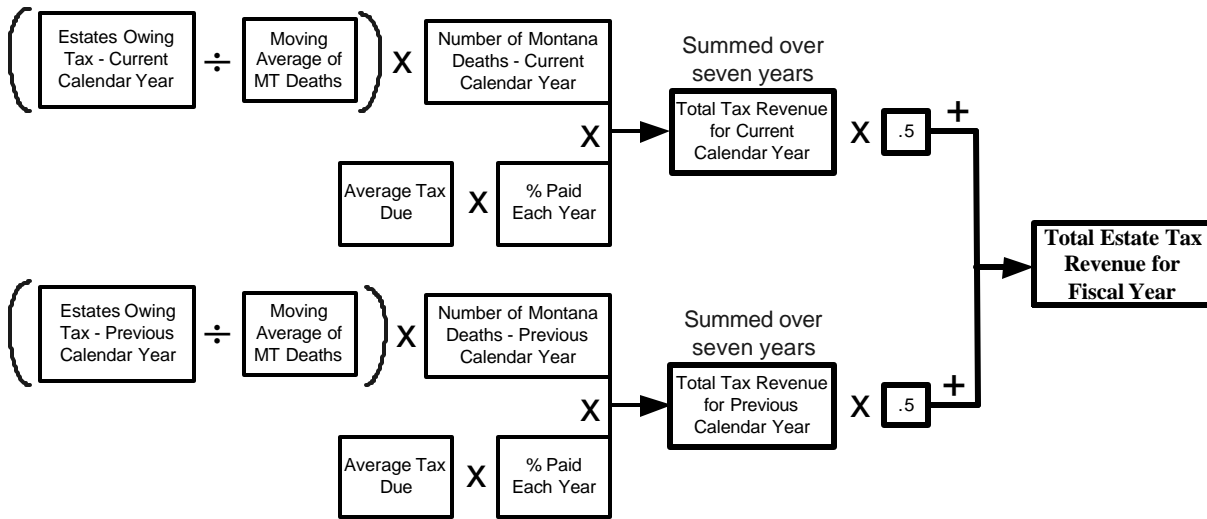 Estates Owing
Tax - Current
Calendar Year
÷
Moving
Average of
MT Deaths
X
Number of Montana
Deaths - Current
Calendar Year
X
Average Tax
Due
X
% Paid
Each Year
Summed over
seven years
Total Tax Revenue
for Current
Calendar Year
X
.5
+
Estates Owing
Tax - Previous
Calendar Year
÷
Moving
Average of
MT Deaths
X
Number of Montana
Deaths - Previous
Calendar Year
X
Average Tax
Due
X
% Paid
Each Year
Summed over
seven years
Total Tax Revenue
for Previous
Calendar Year
X
.5
+
Total Estate Tax
Revenue for
Fiscal Year